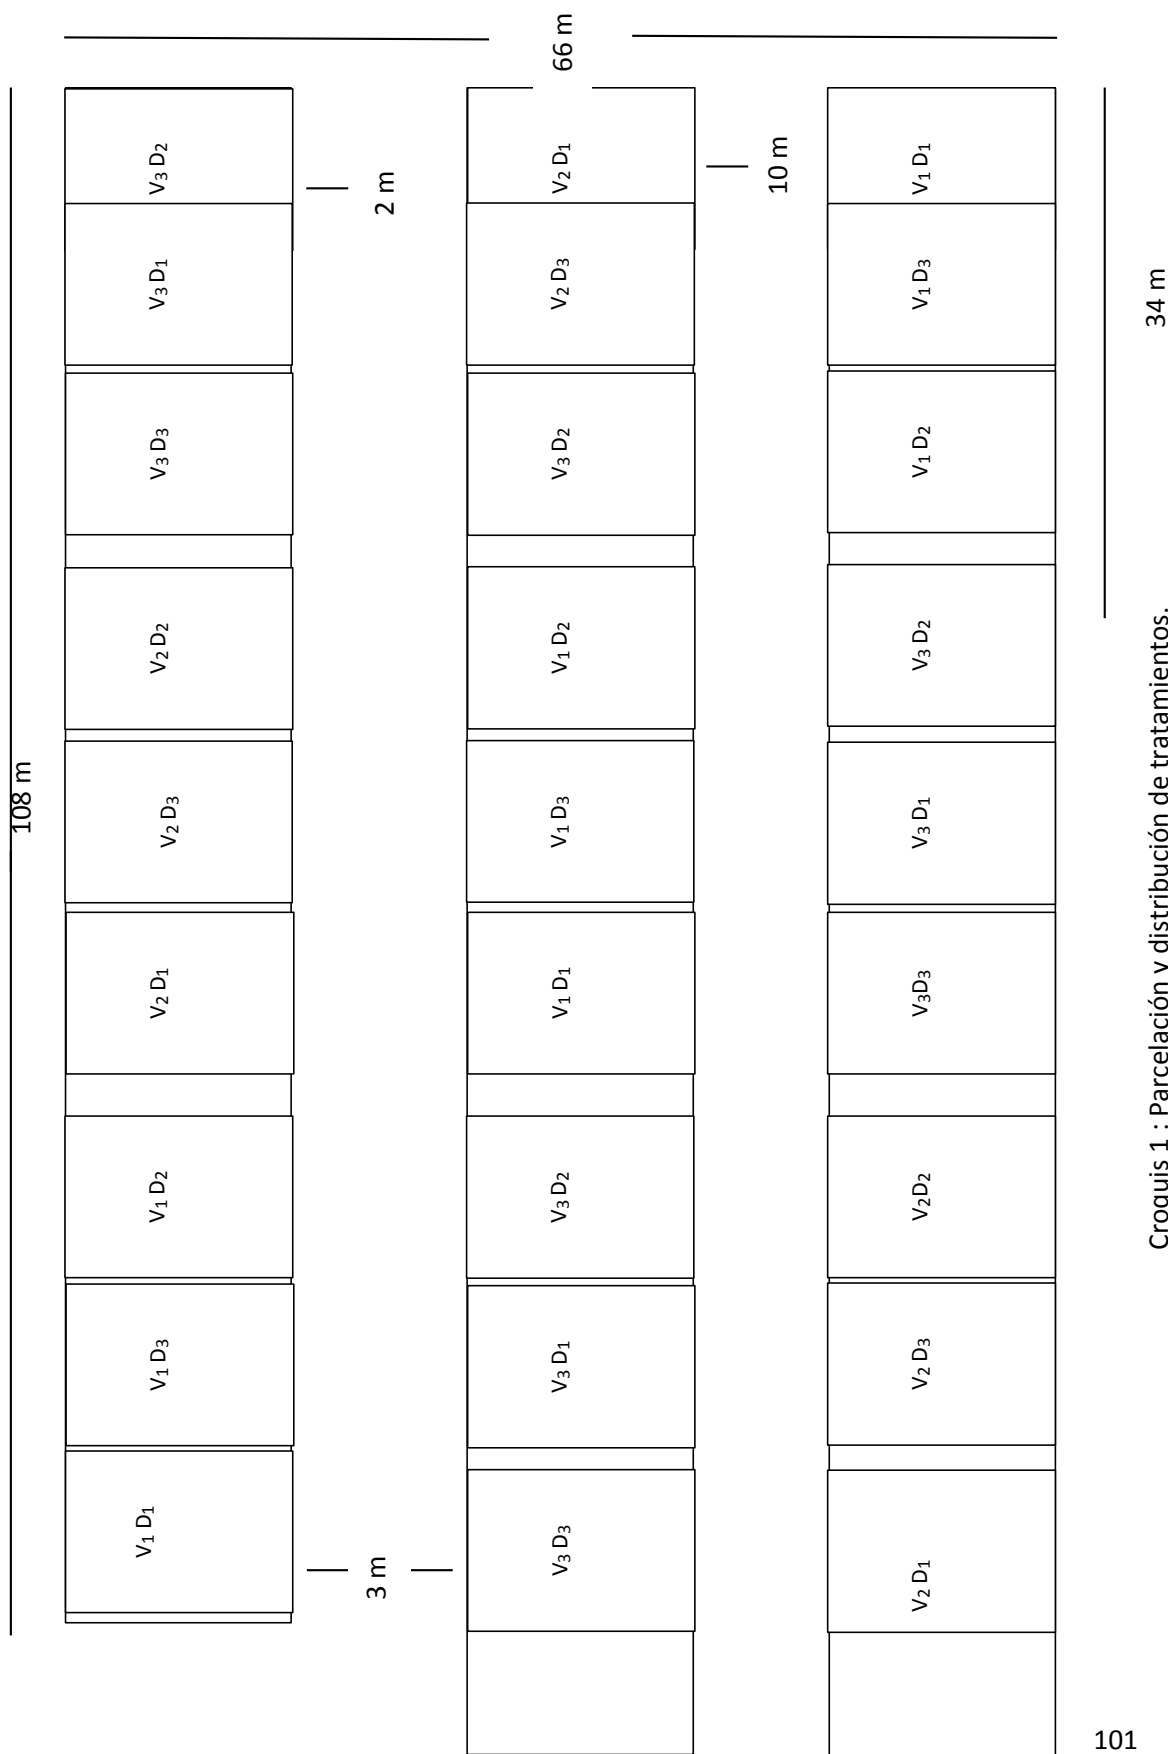 108 m
V₁ D₁
V₁ D₃
V₁ D₂
V₂ D₁
V₂ D₃
V₂ D₂
V₃ D₃
V₃ D₁
V₃ D₂
3 m
2 m
V₃ D₃
V₃ D₁
V₃ D₂
V₁ D₁
V₁ D₃
V₁ D₂
V₃ D₂
V₂ D₃
V₂ D₁
66 m
10 m
V₂ D₁
V₂ D₃
V₂D₂
V₃D₃
V₃ D₁
V₃ D₂
V₁ D₂
V₁ D₃
V₁ D₁
34 m
Croquis 1 : Parcelación y distribución de tratamientos.
101